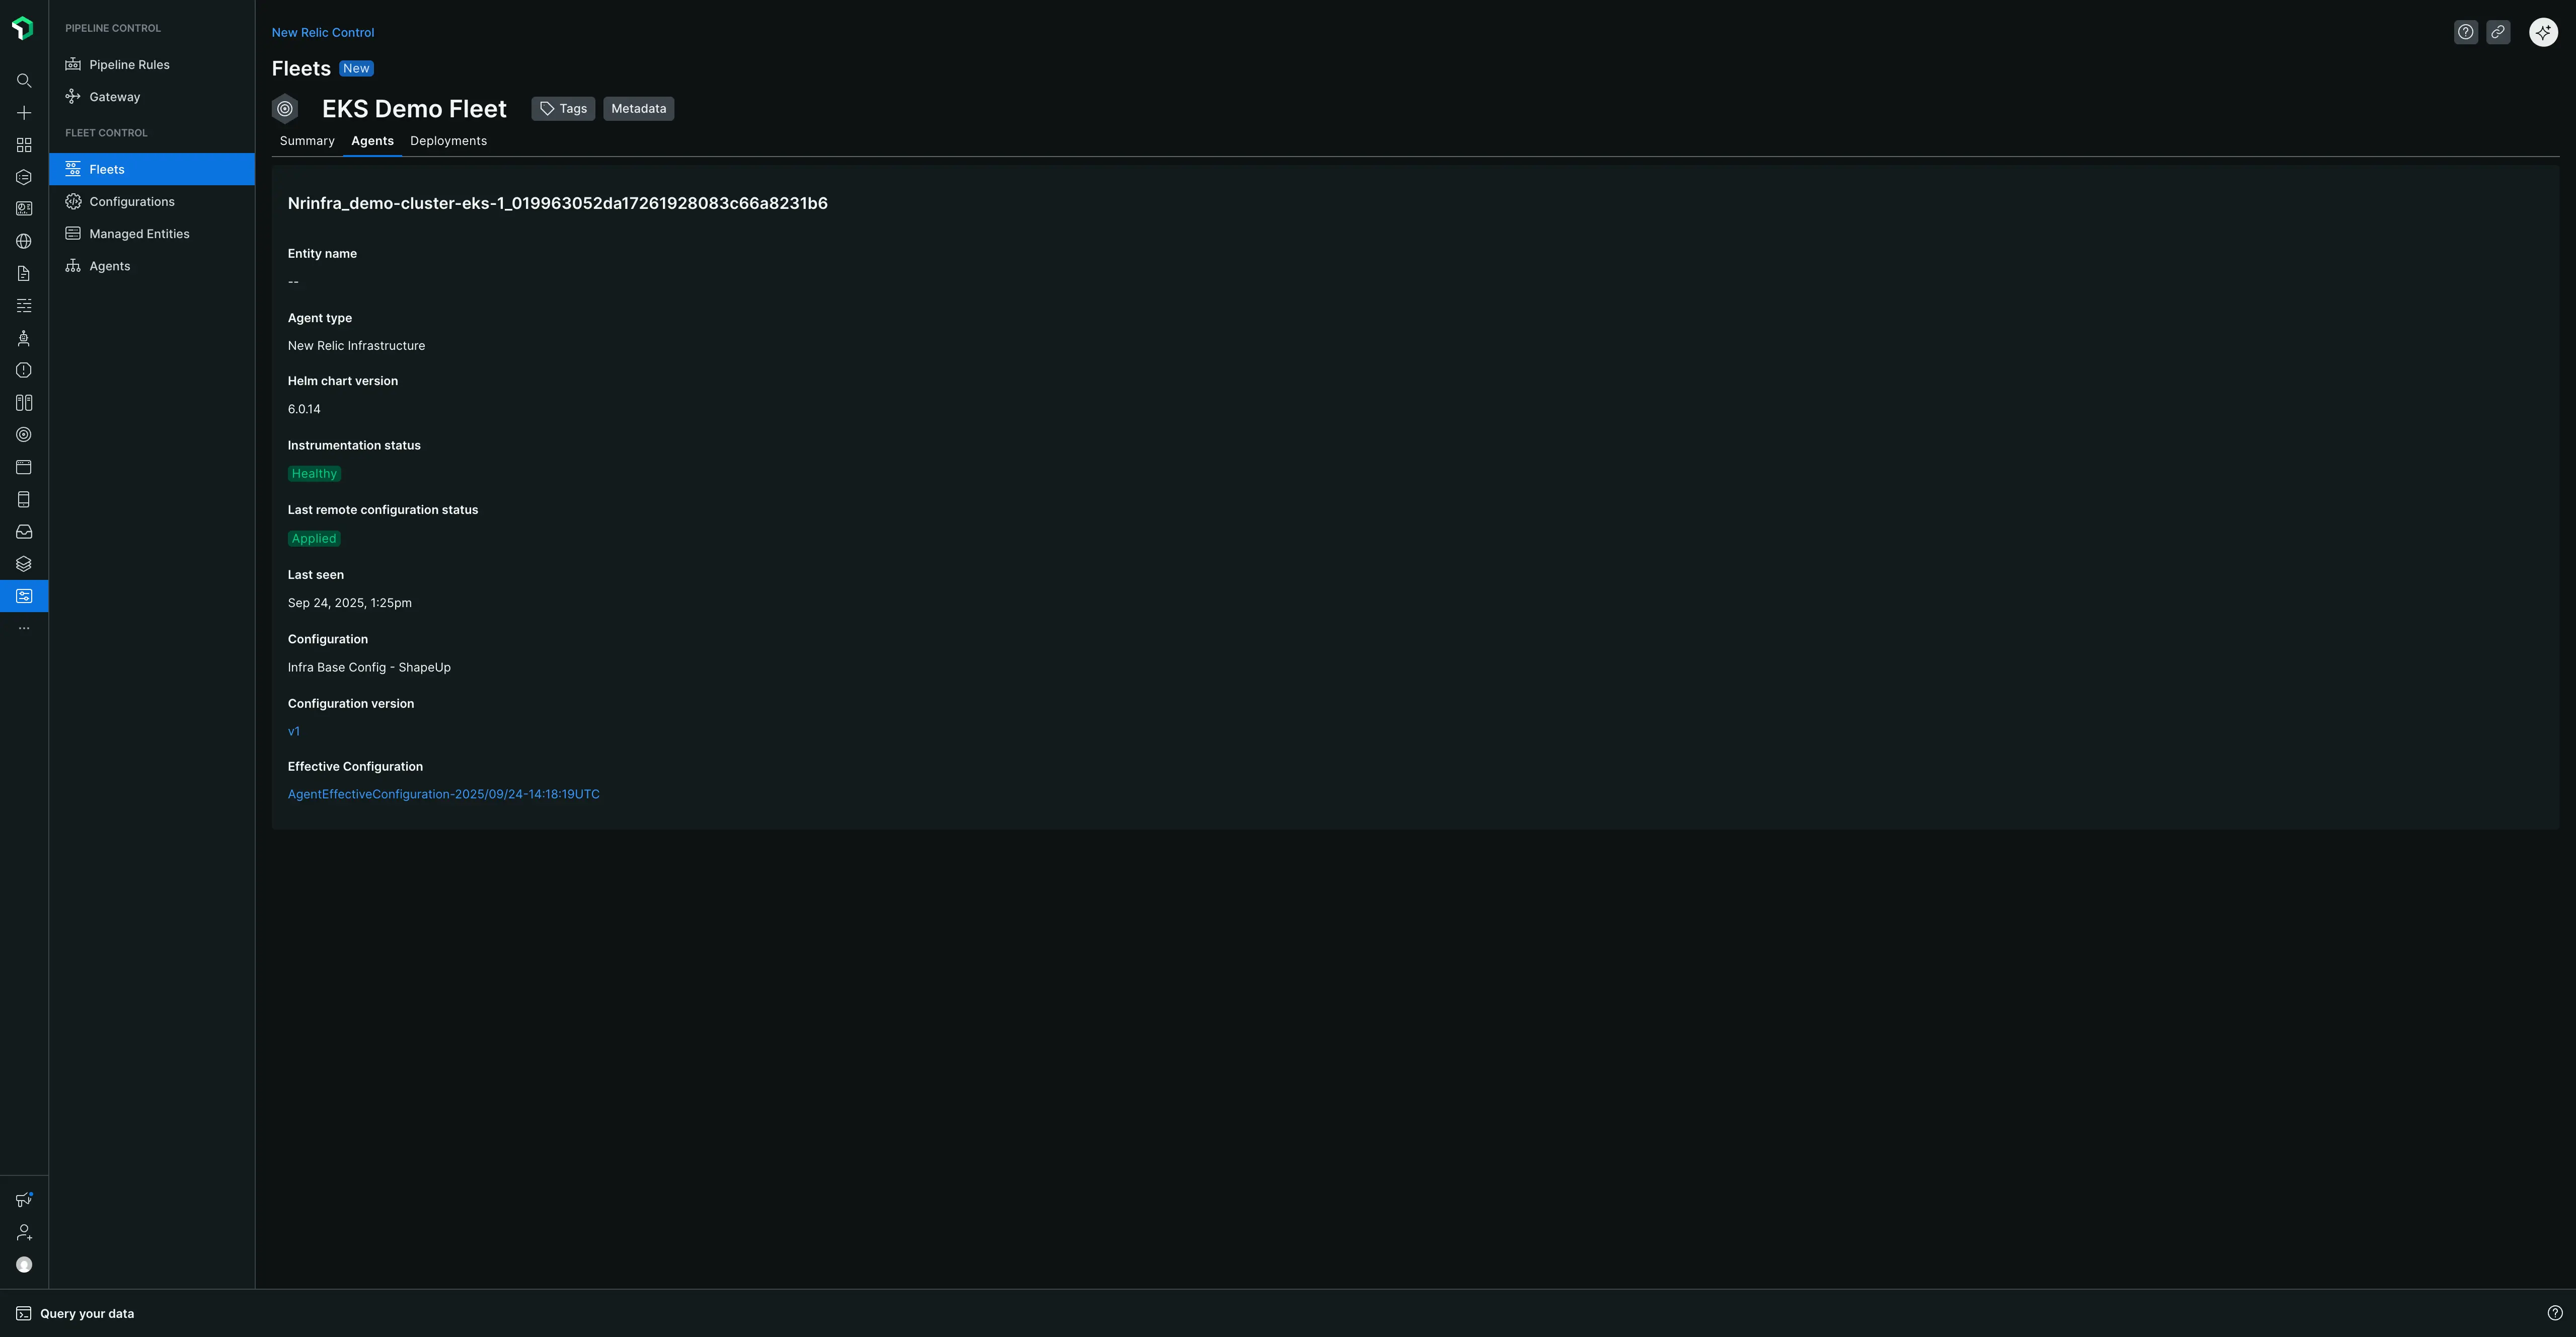 PIPELINE CONTROL
Pipeline Rules
Gateway
FLEET CONTROL
Fleets
Configurations
Managed Entities
Agents
New Relic Control
Fleets New
EKS Demo Fleet Tags Metadata
Summary Agents Deployments
Nrinfra_demo-cluster-eks-1_019963052da17261928083c66a8231b6
Entity name
--
Agent type
New Relic Infrastructure
Helm chart version
6.0.14
Instrumentation status
Healthy
Last remote configuration status
Applied
Last seen
Sep 24, 2025, 1:25pm
Configuration
Infra Base Config - ShapeUp
Configuration version
v1
Effective Configuration
AgentEffectiveConfiguration-2025/09/24-14:18:19UTC
Query your data